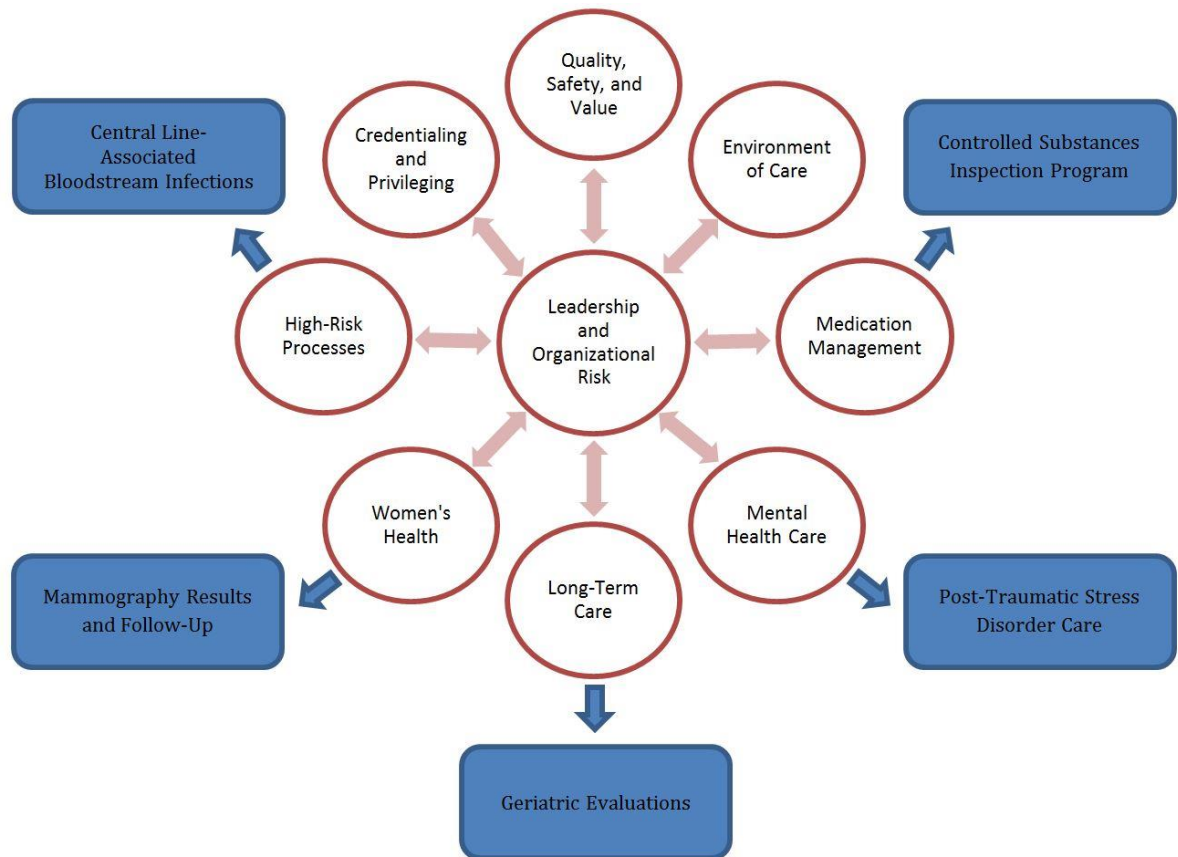 Quality,
Safety, and
Value
Credentialing
and
Privileging
Environment
of Care
Central Line-
Associated
Bloodstream Infections
Controlled Substances
Inspection Program
High-Risk
Processes
Leadership
and
Organizational
Risk
Medication
Management
Women's
Health
Mental
Health Care
Long-Term
Care
Mammography Results
and Follow-Up
Post-Traumatic Stress
Disorder Care
Geriatric Evaluations